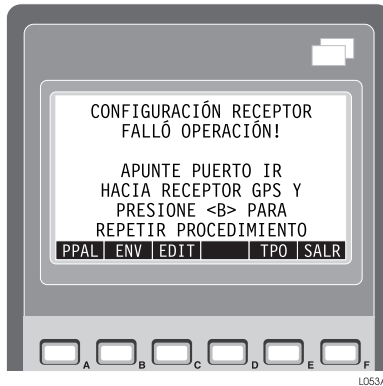 CONFIGURACIÓN RECEPTOR
FALLÓ OPERACIÓN!
APUNTE PUERTO IR
HACIA RECEPTOR GPS Y
PRESIONE <B> PARA
REPETIR PROCEDIMIENTO
PPAL ENV EDIT TPO SALR
A B C D E F
L053/